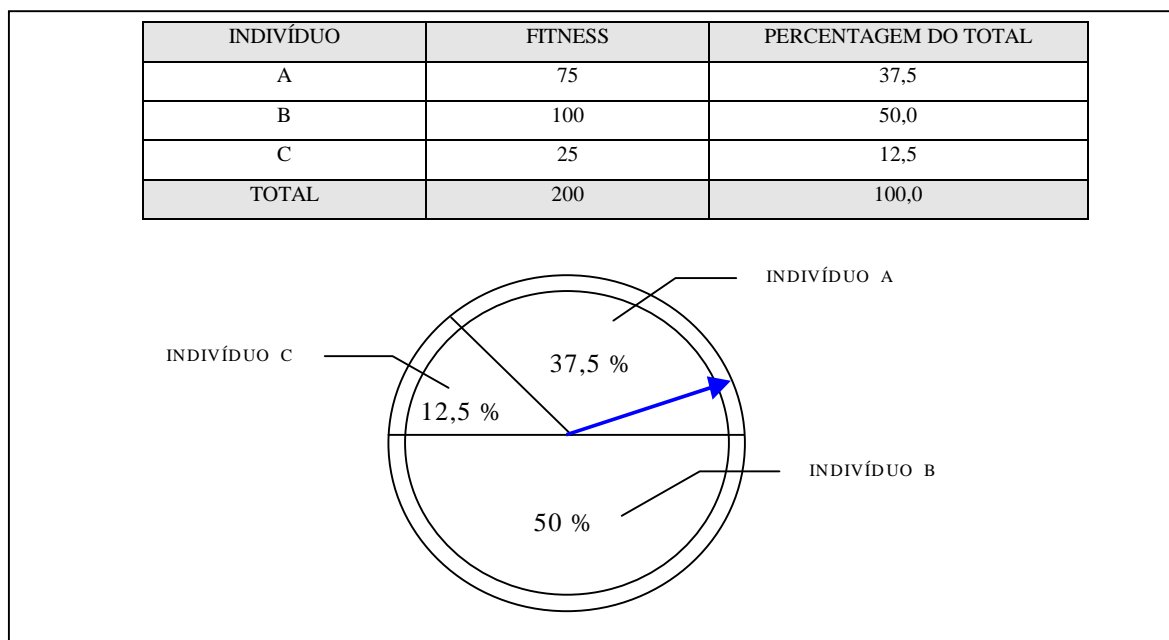 INDIVÍDUO FITNESS PERCENTAGEM DO TOTAL
A 75 37,5
B 100 50,0
C 25 12,5
TOTAL 200 100,0
INDIVÍDUO A
INDIVÍDUO C
37,5 %
12,5 %
INDIVÍDUO B
50 %